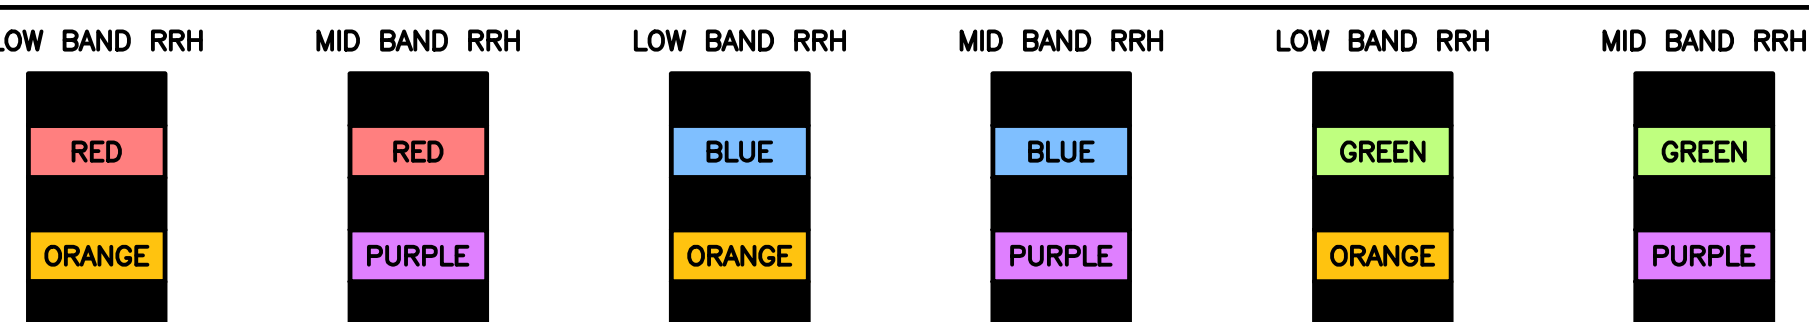 LOW BAND RRH MID BAND RRH LOW BAND RRH MID BAND RRH LOW BAND RRH MID BAND RRH
RED RED BLUE BLUE GREEN GREEN
ORANGE PURPLE ORANGE PURPLE ORANGE PURPLE